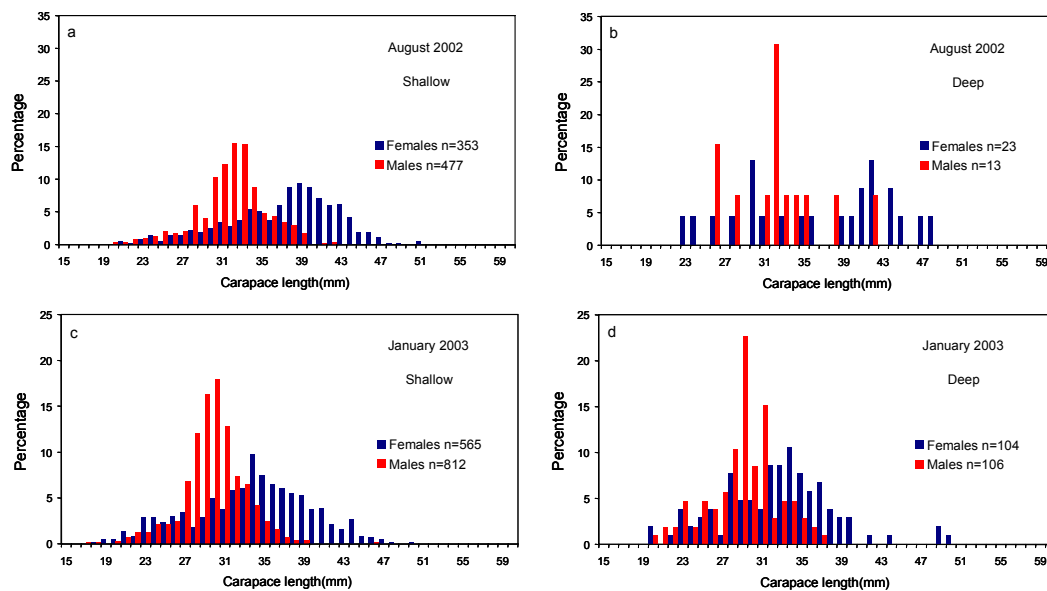 a
August 2002
Shallow
Percentage
35
30
25
20
15
10
5
0
Females n=353
Males n=477
15 19 23 27 31 35 39 43 47 51 55 59
Carapace length(mm)
b
August 2002
Deep
Percentage
35
30
25
20
15
10
5
0
Females n=23
Males n=13
15 19 23 27 31 35 39 43 47 51 55 59
Carapace length(mm)
c
January 2003
Shallow
Percentage
25
20
15
10
5
0
Females n=565
Males n=812
15 19 23 27 31 35 39 43 47 51 55 59
Carapace length(mm)
d
January 2003
Deep
Percentage
25
20
15
10
5
0
Females n=104
Males n=106
15 19 23 27 31 35 39 43 47 51 55 59
Carapace length(mm)